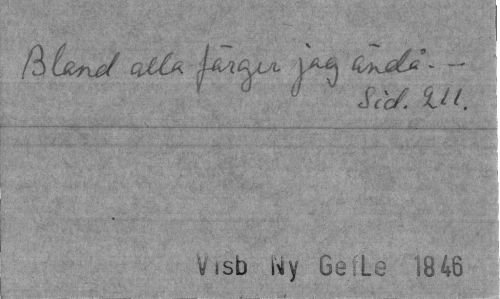 Bland alla färger jag ändå. —
Sid. 211.
Visb Ny GefLe 1846